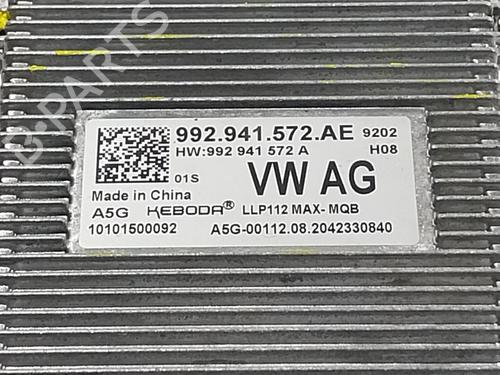 B-PARTS
992.941.572.AE 9202
HW:992 941 572 A H08
01S VW AG
Made in China
A5G KEBODA® LLP112 MAX- MQB
10101500092 A5G-00112.08.2042330840